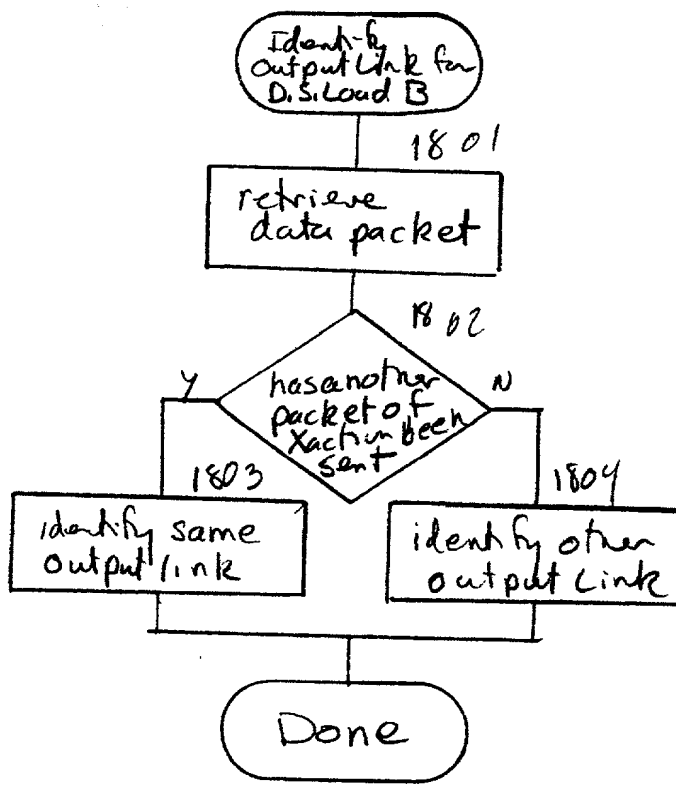 Identify
Output Link for
D.S. Load B
1801
retrieve
data packet
1802
Y
N
has another
packet of
Xaction been
sent
1803
1804
identify same
output link
identify other
output Link
Done